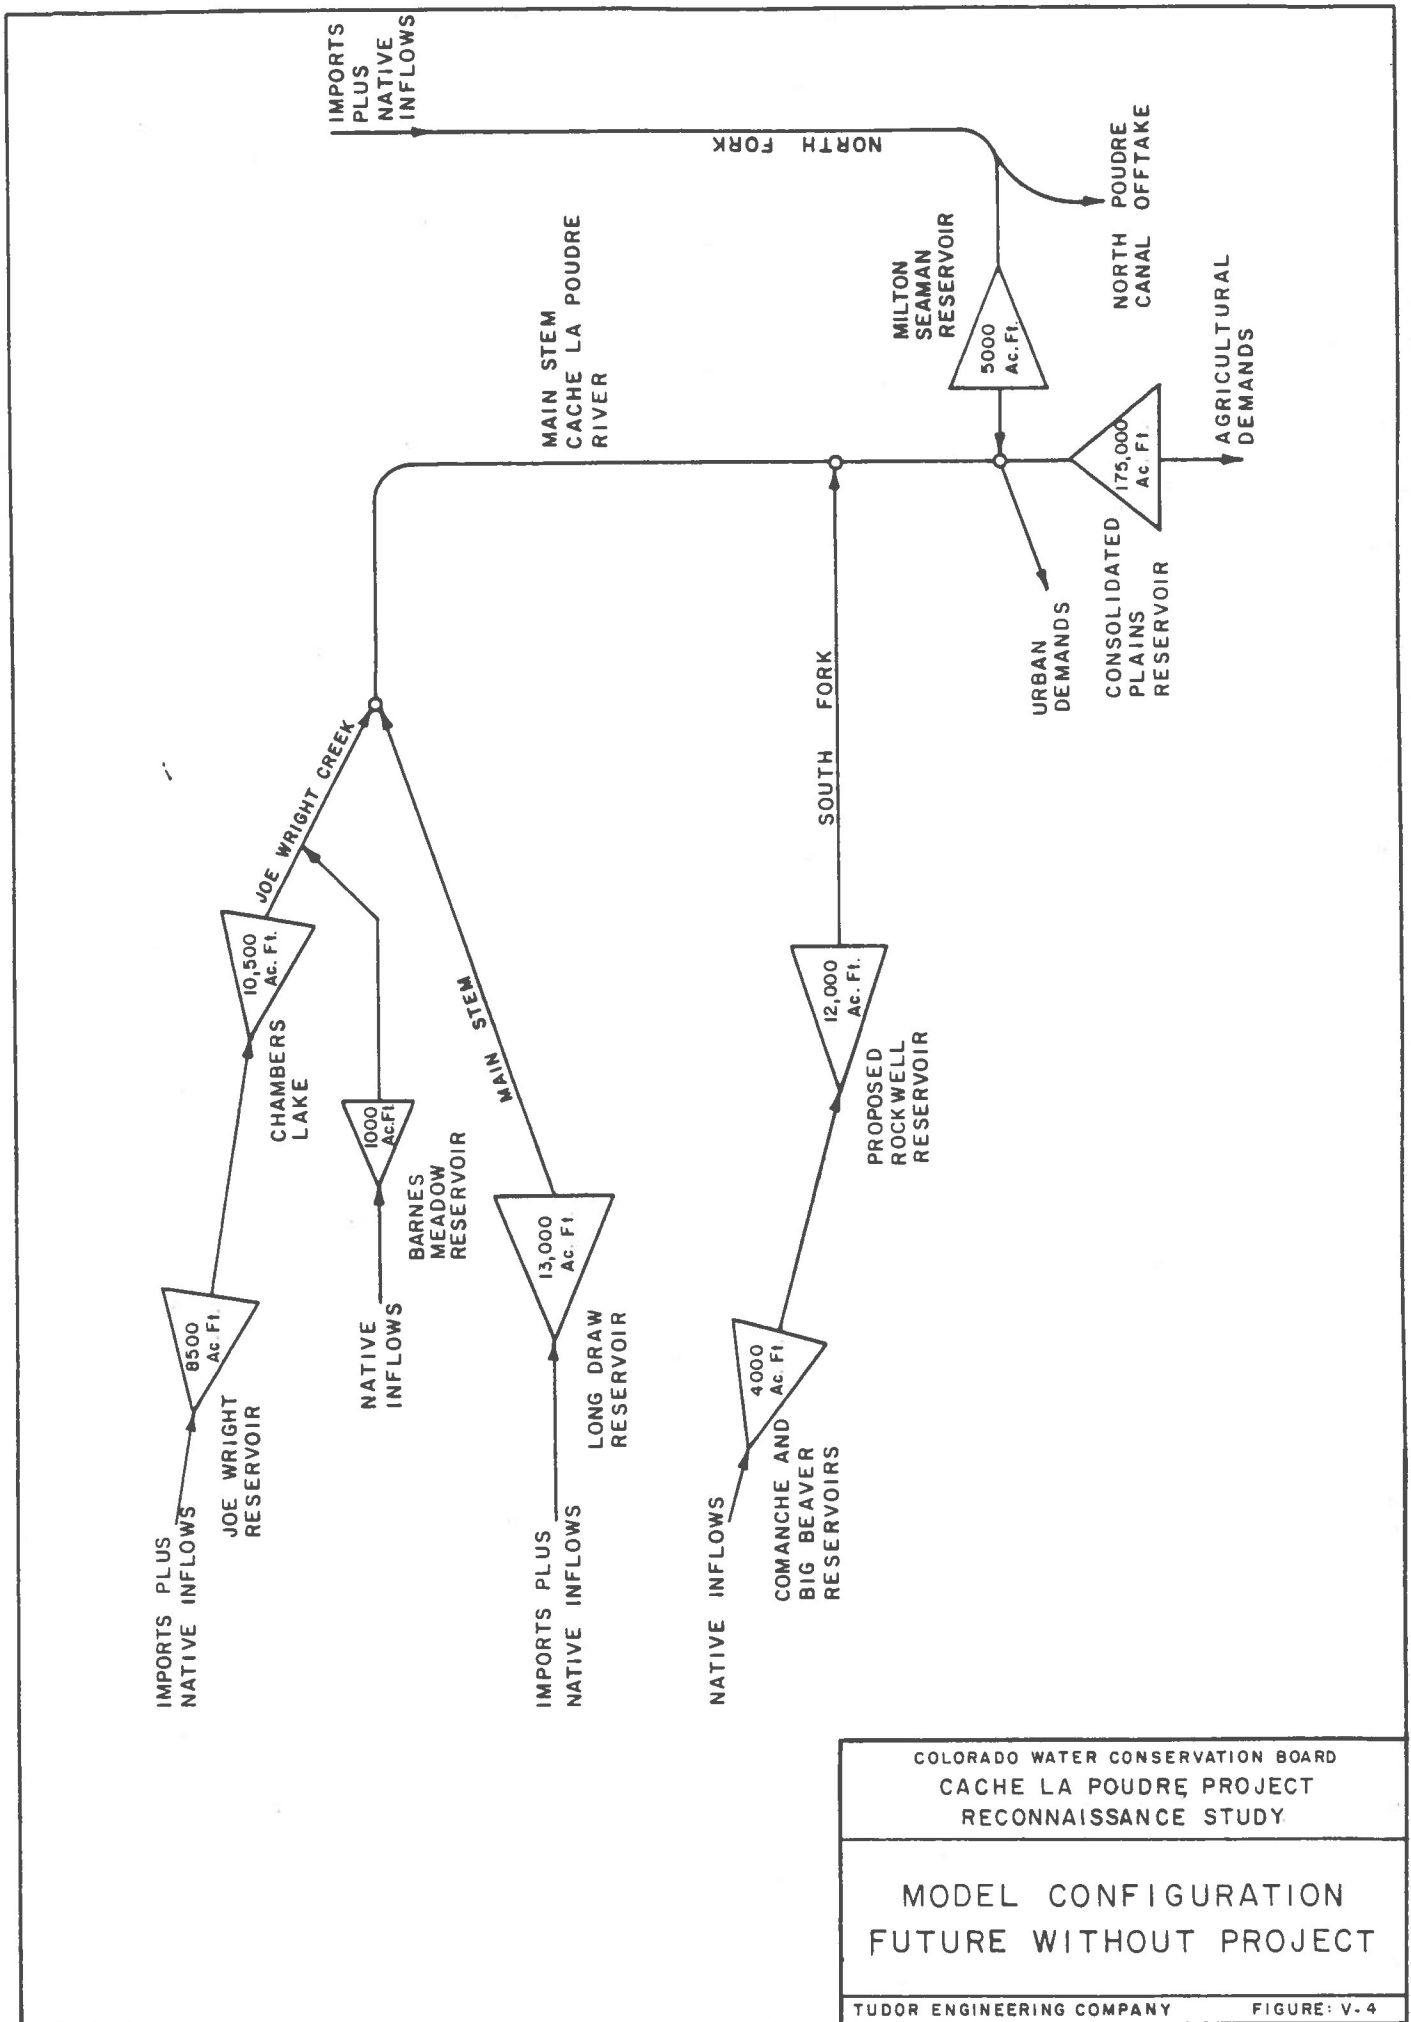 IMPORTS PLUS
NATIVE INFLOWS
8500
Ac. Ft.
JOE WRIGHT
RESERVOIR
10,500
Ac. Ft.
CHAMBERS
LAKE
JOE WRIGHT CREEK
NATIVE
INFLOWS
1000
Ac.Ft.
BARNES
MEADOW
RESERVOIR
IMPORTS PLUS
NATIVE INFLOWS
13,000
Ac. Ft.
LONG DRAW
RESERVOIR
MAIN STEM
MAIN STEM
CACHE LA POUDRE
RIVER
IMPORTS
PLUS
NATIVE
INFLOWS
NORTH FORK
NATIVE INFLOWS
4000
Ac. Ft.
COMANCHE AND
BIG BEAVER
RESERVOIRS
12,000
Ac. Ft.
PROPOSED
ROCKWELL
RESERVOIR
SOUTH FORK
MILTON
SEAMAN
RESERVOIR
5000
Ac. Ft.
NORTH POUDRE
CANAL OFFTAKE
URBAN
DEMANDS
175,000
Ac. Ft.
CONSOLIDATED
PLAINS
RESERVOIR
AGRICULTURAL
DEMANDS
COLORADO WATER CONSERVATION BOARD
CACHE LA POUDRE PROJECT
RECONNAISSANCE STUDY
MODEL CONFIGURATION
FUTURE WITHOUT PROJECT
TUDOR ENGINEERING COMPANY FIGURE: V-4